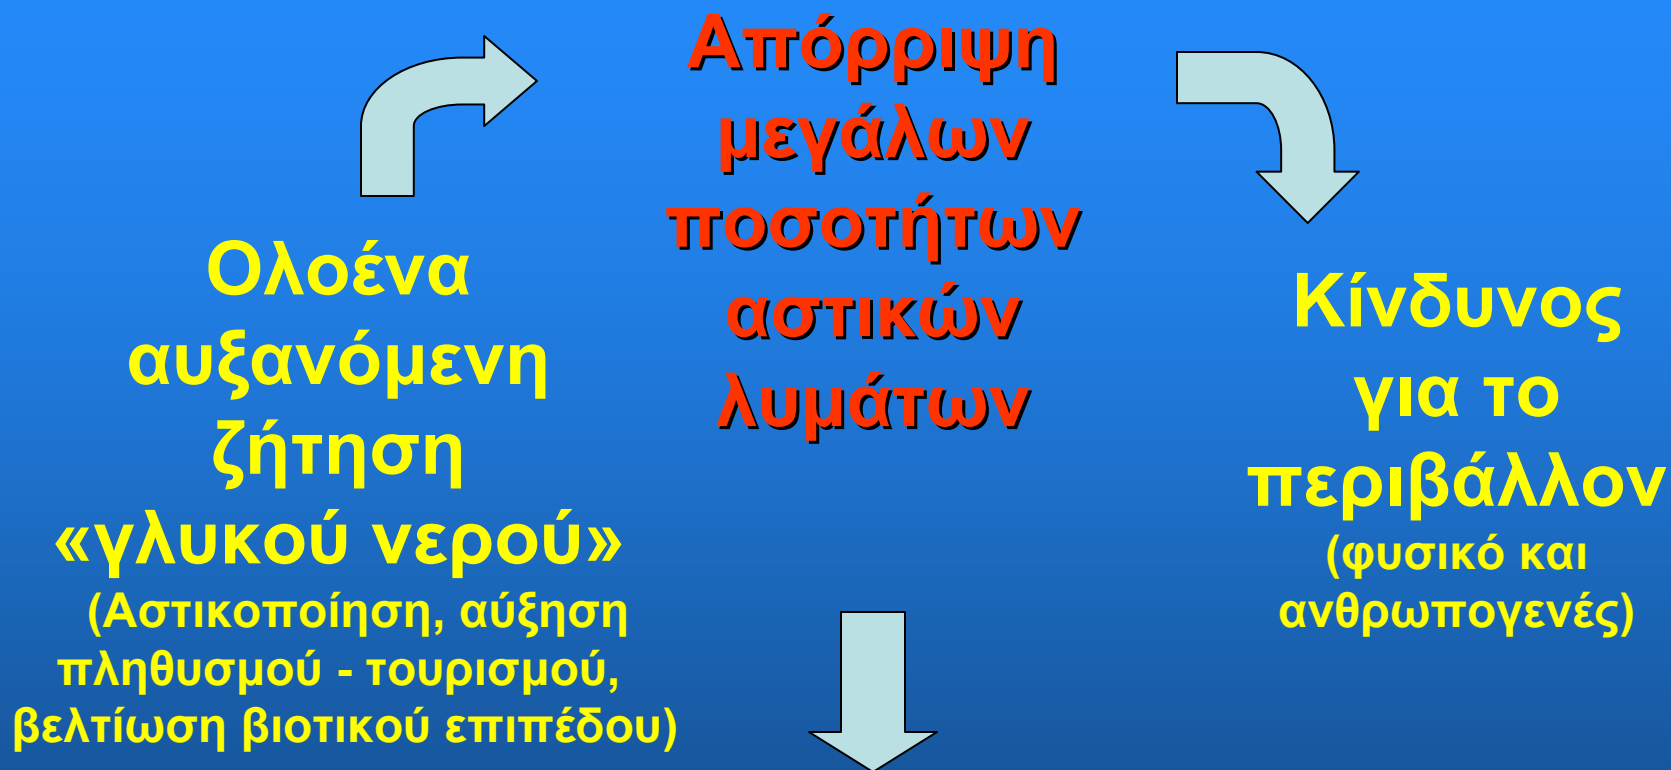 Ολοένα
αυξανόμενη
ζήτηση
«γλυκού νερού»
(Αστικοποίηση, αύξηση
πληθυσμού - τουρισμού,
βελτίωση βιοτικού επιπέδου)
Απόρριψη
μεγάλων
ποσοτήτων
αστικών
λυμάτων
Κίνδυνος
για το
περιβάλλον
(φυσικό και
ανθρωπογενές)